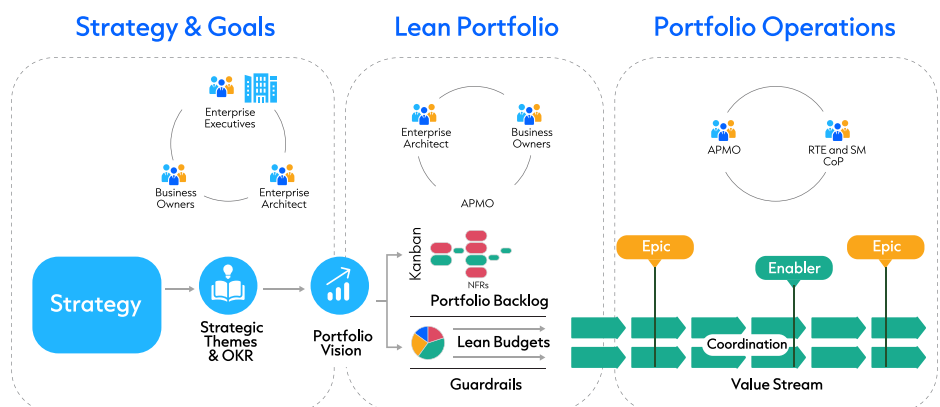 Strategy & Goals
Enterprise
Executives
Business
Owners
Enterprise
Architect
Strategy
Strategic
Themes
& OKR
Portfolio
Vision
Lean Portfolio
Enterprise
Architect
Business
Owners
APMO
Kanban
NFRs
Portfolio Backlog
Lean Budgets
Guardrails
Portfolio Operations
APMO
RTE and SM
CoP
Epic
Enabler
Epic
Coordination
Value Stream